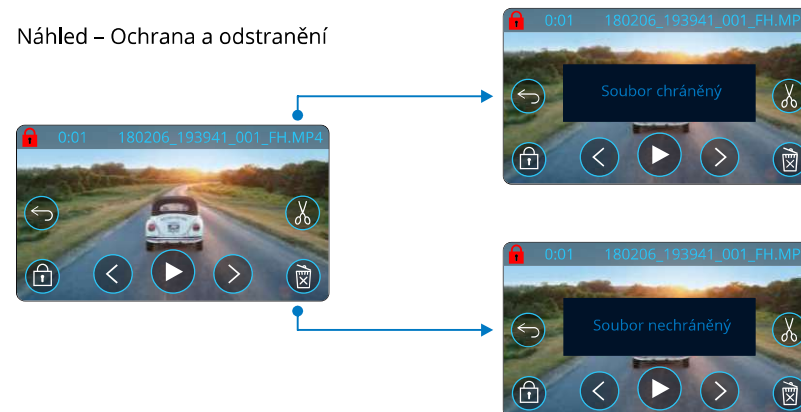 Náhled – Ochrana a odstranění
0:01 180206_193941_001_FH.MP4
0:01 180206_193941_001_FH.MP
Soubor chráněný
0:01 180206_193941_001_FH.MP
Soubor nechráněný